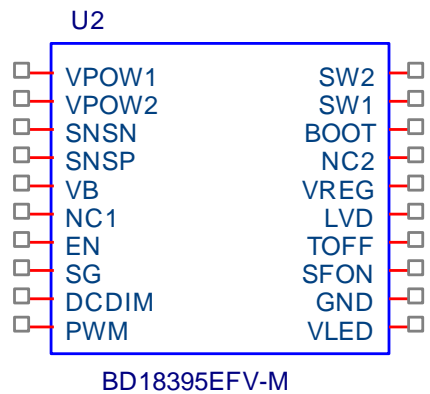 U2
VPOW1 SW2
VPOW2 SW1
SNSN BOOT
SNSP NC2
VB VREG
NC1 LVD
EN TOFF
SG SFON
DCDIM GND
PWM VLED
BD18395EFV-M